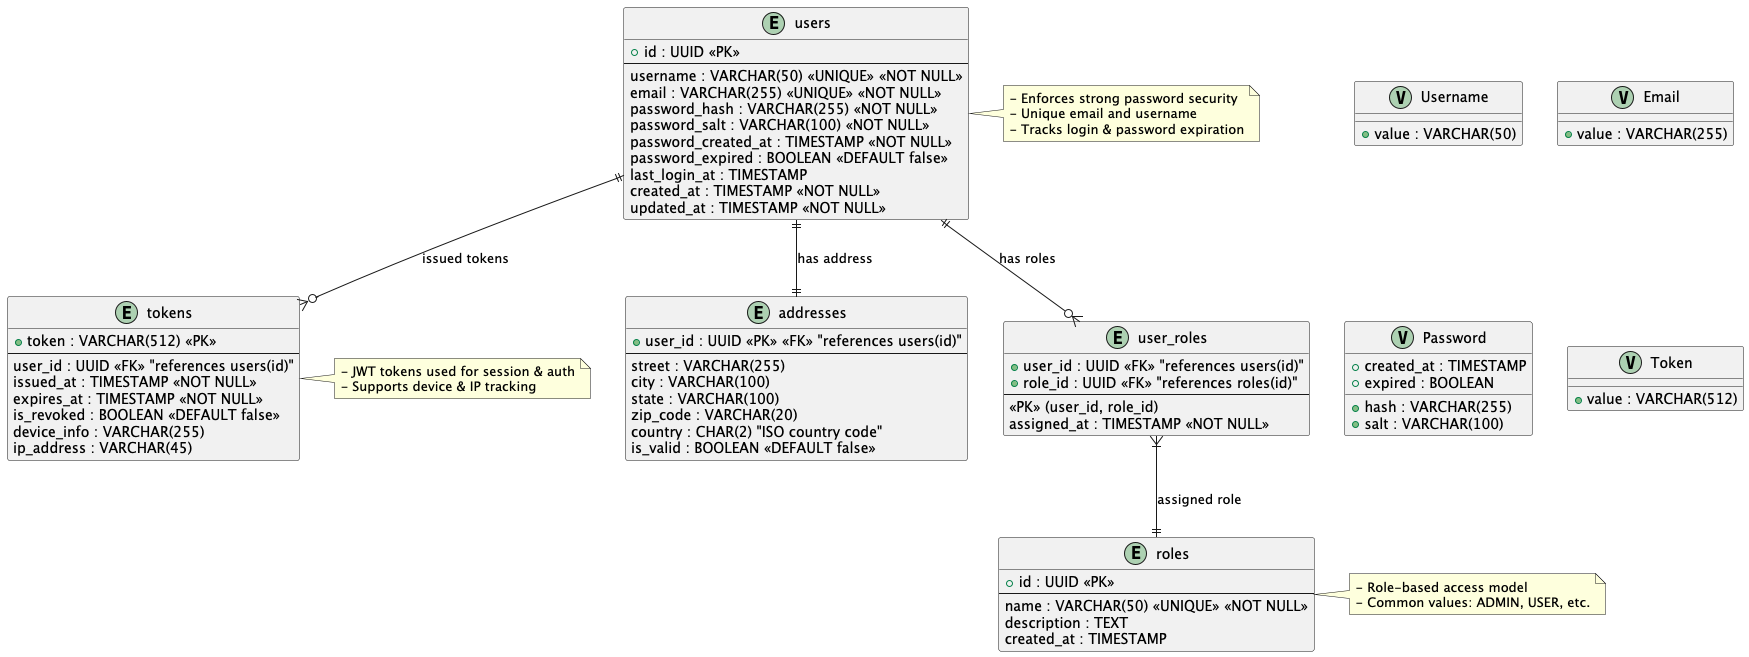 E users
id : UUID «PK»
username : VARCHAR(50) «UNIQUE» «NOT NULL»
email : VARCHAR(255) «UNIQUE» «NOT NULL»
password_hash : VARCHAR(255) «NOT NULL»
password_salt : VARCHAR(100) «NOT NULL»
password_created_at : TIMESTAMP «NOT NULL»
password_expired : BOOLEAN «DEFAULT false»
last_login_at : TIMESTAMP
created_at : TIMESTAMP «NOT NULL»
updated_at : TIMESTAMP «NOT NULL»
– Enforces strong password security
– Unique email and username
– Tracks login & password expiration
V Username
value : VARCHAR(50)
V Email
value : VARCHAR(255)
issued tokens
has address
has roles
E tokens
token : VARCHAR(512) «PK»
user_id : UUID «FK» "references users(id)"
issued_at : TIMESTAMP «NOT NULL»
expires_at : TIMESTAMP «NOT NULL»
is_revoked : BOOLEAN «DEFAULT false»
device_info : VARCHAR(255)
ip_address : VARCHAR(45)
– JWT tokens used for session & auth
– Supports device & IP tracking
E addresses
user_id : UUID «PK» «FK» "references users(id)"
street : VARCHAR(255)
city : VARCHAR(100)
state : VARCHAR(100)
zip_code : VARCHAR(20)
country : CHAR(2) "ISO country code"
is_valid : BOOLEAN «DEFAULT false»
E user_roles
user_id : UUID «FK» "references users(id)"
role_id : UUID «FK» "references roles(id)"
«PK» (user_id, role_id)
assigned_at : TIMESTAMP «NOT NULL»
V Password
created_at : TIMESTAMP
expired : BOOLEAN
hash : VARCHAR(255)
salt : VARCHAR(100)
V Token
value : VARCHAR(512)
assigned role
E roles
id : UUID «PK»
name : VARCHAR(50) «UNIQUE» «NOT NULL»
description : TEXT
created_at : TIMESTAMP
– Role-based access model
– Common values: ADMIN, USER, etc.